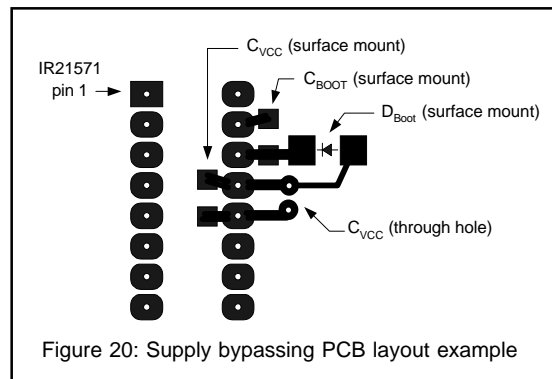 C_VCC (surface mount)
IR21571
pin 1
C_BOOT (surface mount)
D_Boot (surface mount)
C_VCC (through hole)
Figure 20: Supply bypassing PCB layout example